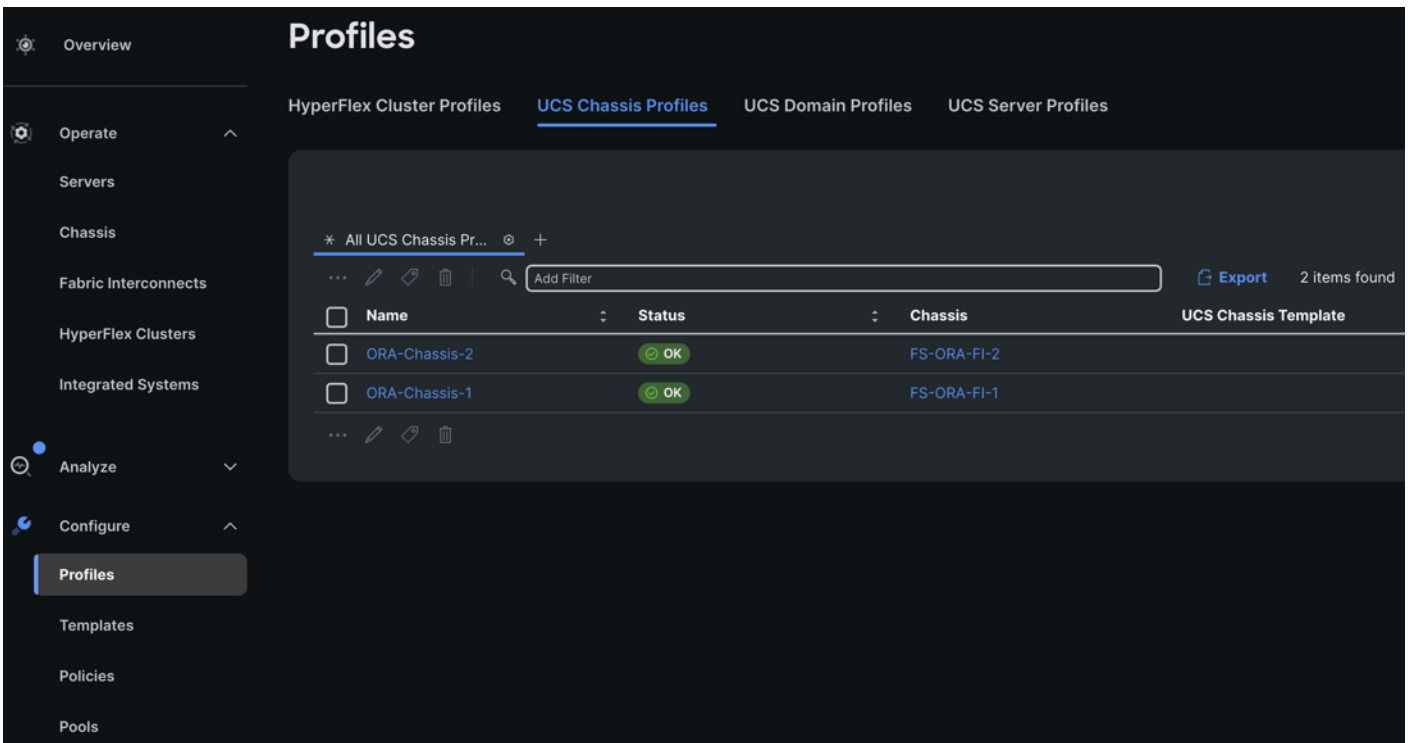 Overview
Operate
Servers
Chassis
Fabric Interconnects
HyperFlex Clusters
Integrated Systems
Analyze
Configure
Profiles
Templates
Policies
Pools
Profiles
HyperFlex Cluster Profiles UCS Chassis Profiles UCS Domain Profiles UCS Server Profiles
All UCS Chassis Pr...
Add Filter Export 2 items found
Name Status Chassis UCS Chassis Template
ORA-Chassis-2 OK FS-ORA-FI-2
ORA-Chassis-1 OK FS-ORA-FI-1